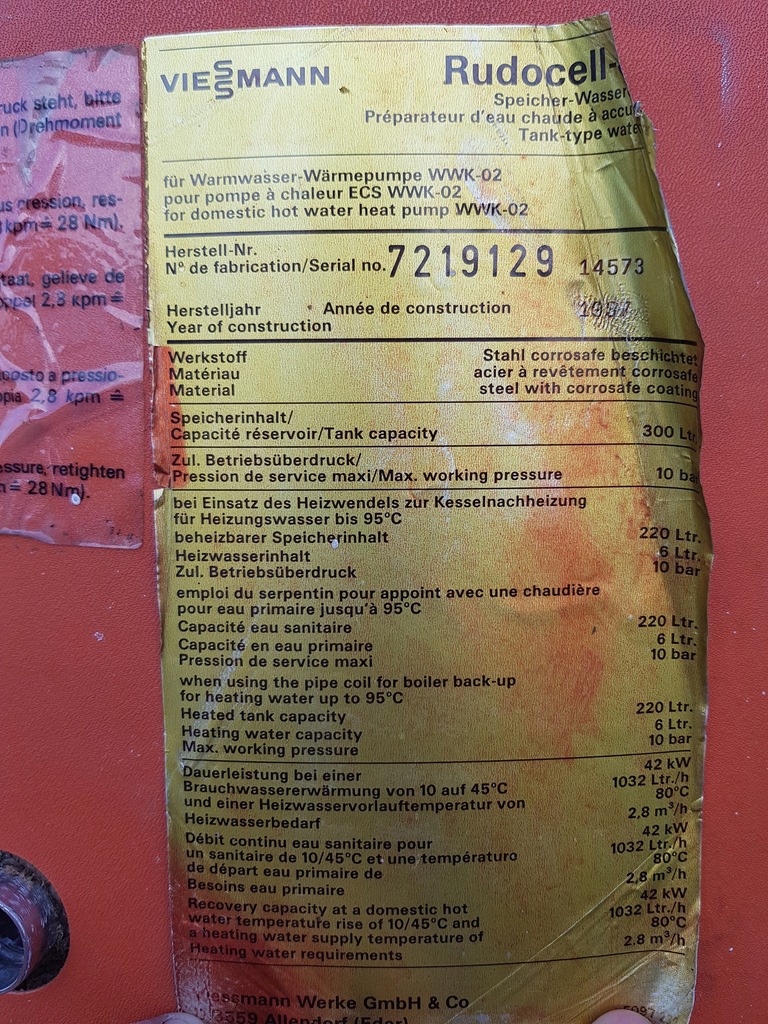 ruck steht, bitte
n (Drehmoment
us pression, res-
kpm ≙ 28 Nm).
taat, gelieve de
2,8 kpm ≙
costo a pressio-
opia 2,8 kpm ≙
essure, retighten
≙ 28 Nm).
VIESSMANN
Rudocell-
Speicher-Wasser
Préparateur d'eau chaude à accu
Tank-type wate
für Warmwasser-Wärmepumpe WWK-02
pour pompe à chaleur ECS WWK-02
for domestic hot water heat pump WWK-02
Herstell-Nr.
N° de fabrication/Serial no. 7219129 14573
Herstelljahr Année de construction
Year of construction
Werkstoff Stahl corrosafe beschichtet
Matériau acier à revêtement corrosafe
Material steel with corrosafe coating
Speicherinhalt/
Capacité réservoir/Tank capacity 300 Ltr.
Zul. Betriebsüberdruck/
Pression de service maxi/Max. working pressure 10 bar
bei Einsatz des Heizwendels zur Kesselnachheizung
für Heizungswasser bis 95°C
beheizbarer Speicherinhalt 220 Ltr.
Heizwasserinhalt 6 Ltr.
Zul. Betriebsüberdruck 10 bar
emploi du serpentin pour appoint avec une chaudière
pour eau primaire jusqu'à 95°C
Capacité eau sanitaire 220 Ltr.
Capacité en eau primaire 6 Ltr.
Pression de service maxi 10 bar
when using the pipe coil for boiler back-up
for heating water up to 95°C
Heated tank capacity 220 Ltr.
Heating water capacity 6 Ltr.
Max. working pressure 10 bar
Dauerleistung bei einer 42 kW
Brauchwassererwärmung von 10 auf 45°C 1032 Ltr./h
und einer Heizwasservorlauftemperatur von 80°C
Heizwasserbedarf 2,8 m³/h
Débit continu eau sanitaire pour 42 kW
un sanitaire de 10/45°C et une températuro 1032 Ltr./h
de départ eau primaire de 80°C
Besoins eau primaire 2,8 m³/h
Recovery capacity at a domestic hot 42 kW
water temperature rise of 10/45°C and 1032 Ltr./h
a heating water supply temperature of 80°C
Heating water requirements 2.8 m³/h
Viessmann Werke GmbH & Co
3559 Allendorf (Eder)